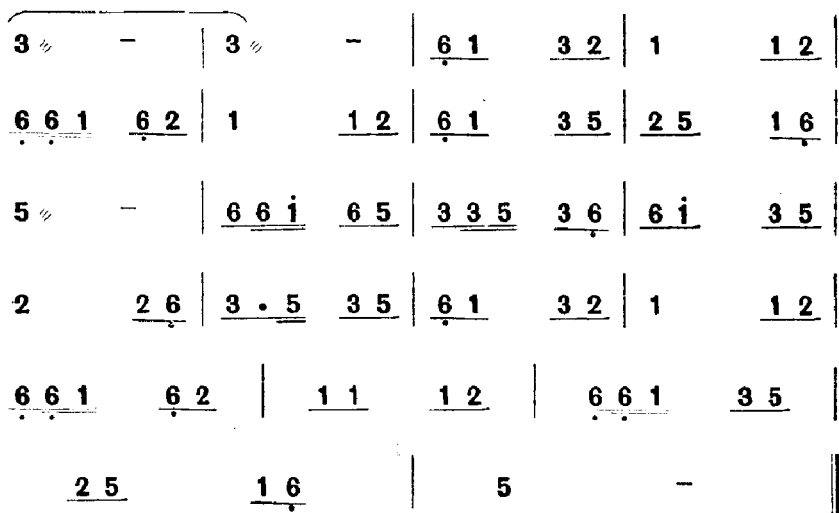 3 〃 – | 3 〃 – | 6̣ 1 3 2 | 1 1 2 |
6̣ 6̣ 1 6̣ 2 | 1 1 2 | 6̣ 1 3 5 | 2 5 1 6̣ |
5 〃 – | 6 6 1̇ 6 5 | 3 3 5 3 6̣ | 6 1̇ 3 5 |
2 2 6̣ | 3 · 5 3 5 | 6̣ 1 3 2 | 1 1 2 |
6̣ 6̣ 1 6̣ 2 | 1 1 1 2 | 6̣ 6̣ 1 3 5 |
2 5 1 6̣ | 5 – ‖